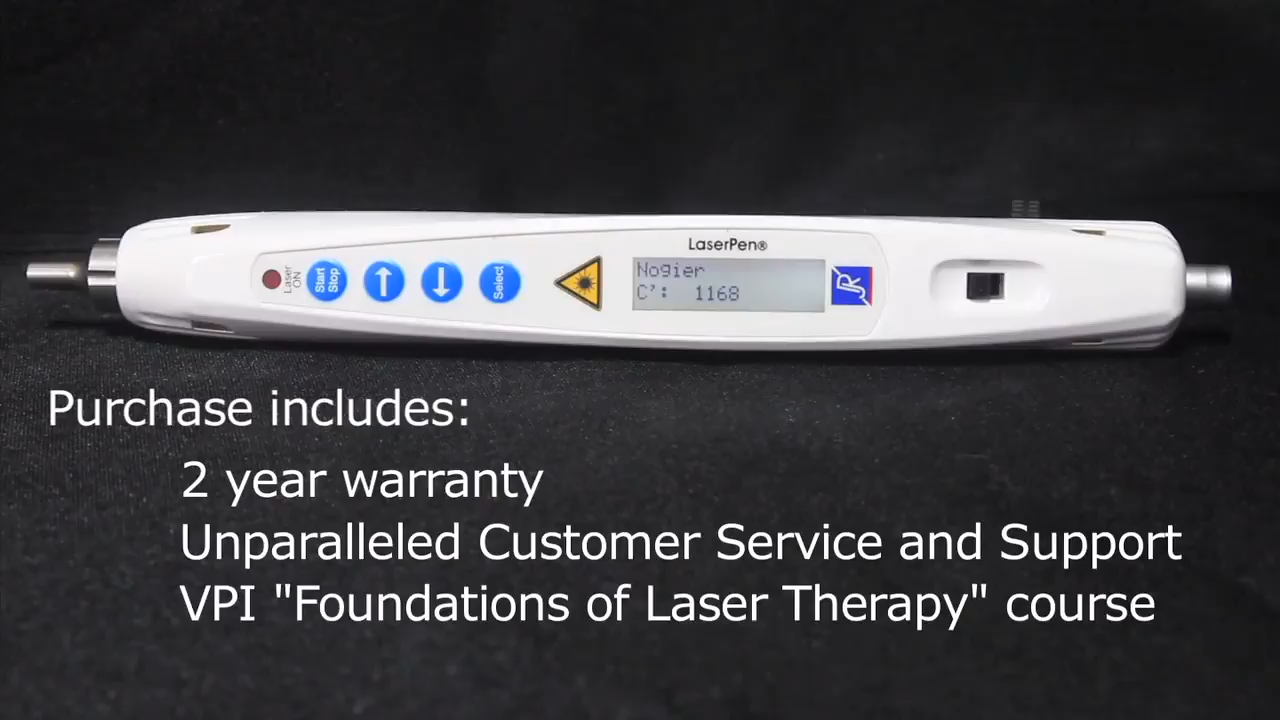 LaserPen®
Laser
ON
Start
Stop
Select
Nogier
C’: 1168
JR
Purchase includes:
2 year warranty
Unparalleled Customer Service and Support
VPI "Foundations of Laser Therapy" course